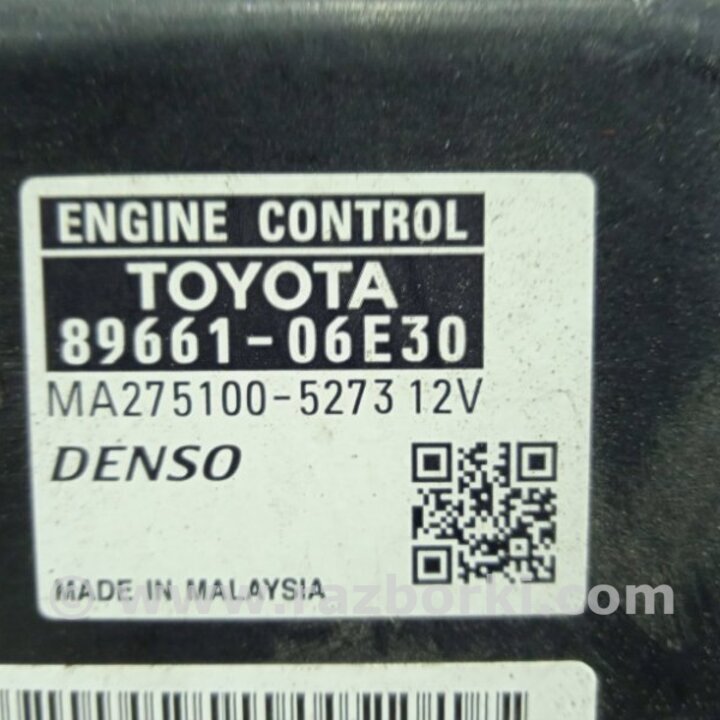 ENGINE CONTROL
TOYOTA
89661-06E30
MA275100-5273 12V
DENSO
MADE IN MALAYSIA
© www.razborki.com